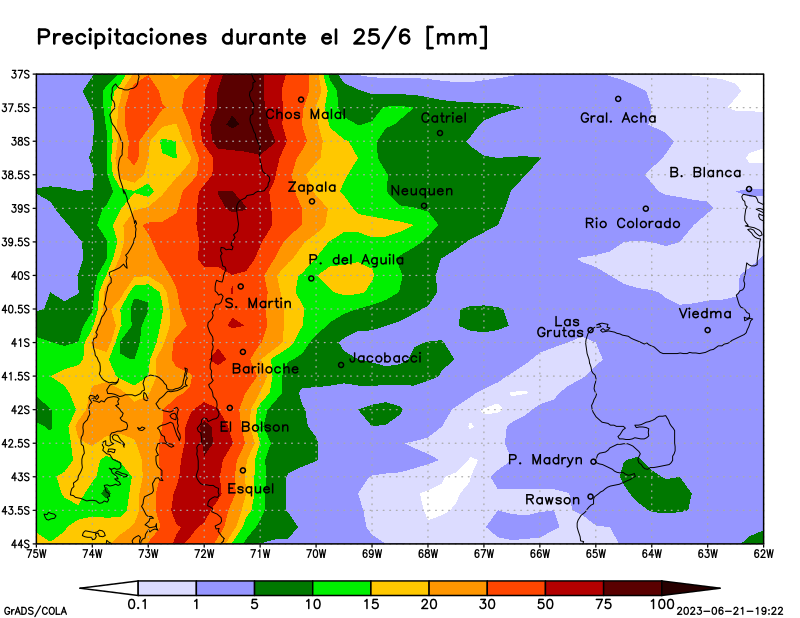 Precipitaciones durante el 25/6 [mm]
37S
37.5S
Chos Malal
Catriel
Gral. Acha
38S
B. Blanca
38.5S
Zapala
Neuquen
39S
Rio Colorado
39.5S
P. del Aguila
40S
S. Martin
40.5S
Viedma
Las
Grutas
41S
Jacobacci
Bariloche
41.5S
42S
El Bolson
42.5S
P. Madryn
43S
Esquel
Rawson
43.5S
44S
75W 74W 73W 72W 71W 70W 69W 68W 67W 66W 65W 64W 63W 62W
0.1 1 5 10 15 20 30 50 75 100
GrADS/COLA
2023-06-21-19:22